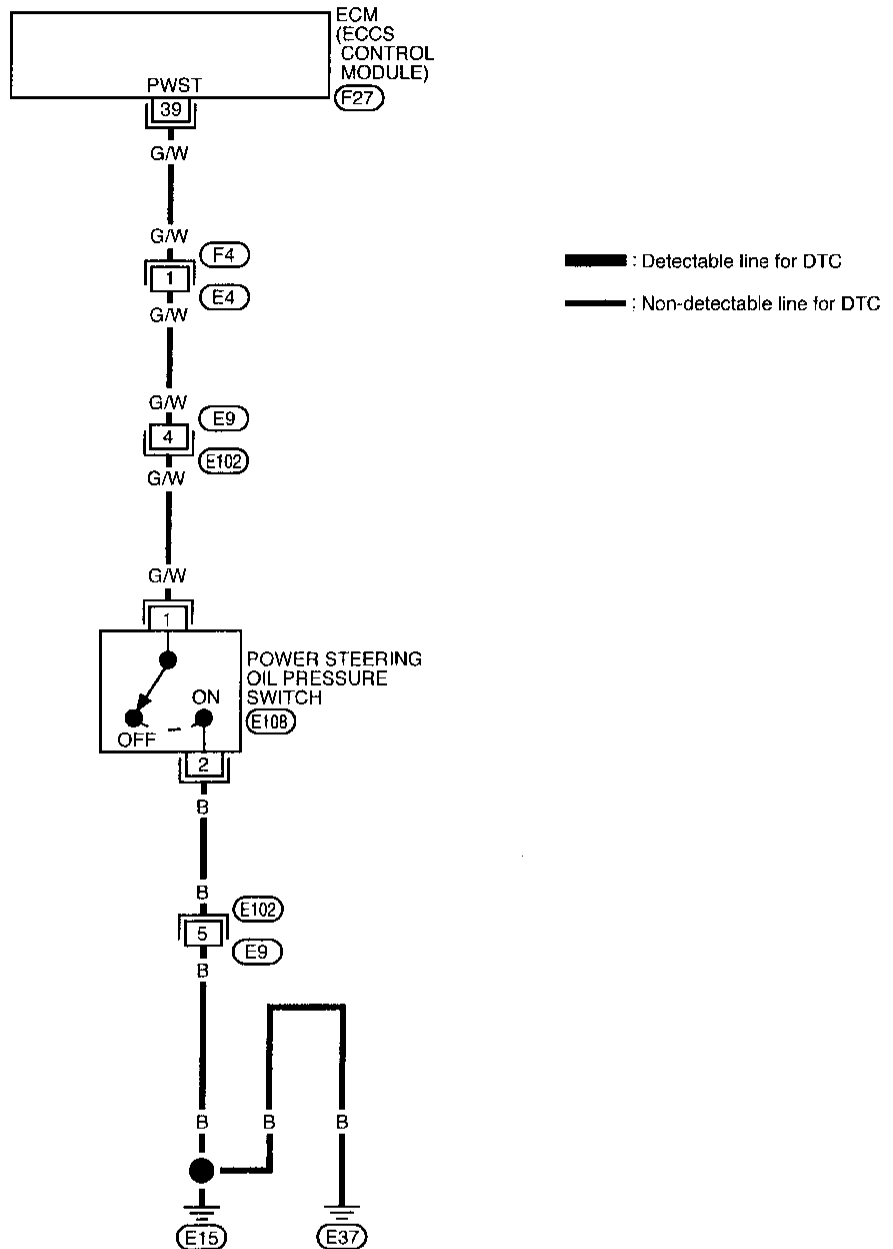 ECM
(ECCS
CONTROL
MODULE)
PWST
F27
39
G/W
G/W
F4
1
E4
G/W
: Detectable line for DTC
: Non-detectable line for DTC
G/W
E9
4
E102
G/W
G/W
1
POWER STEERING
OIL PRESSURE
SWITCH
ON
E108
OFF
2
B
B
E102
5
E9
B
B
B
B
E15
E37